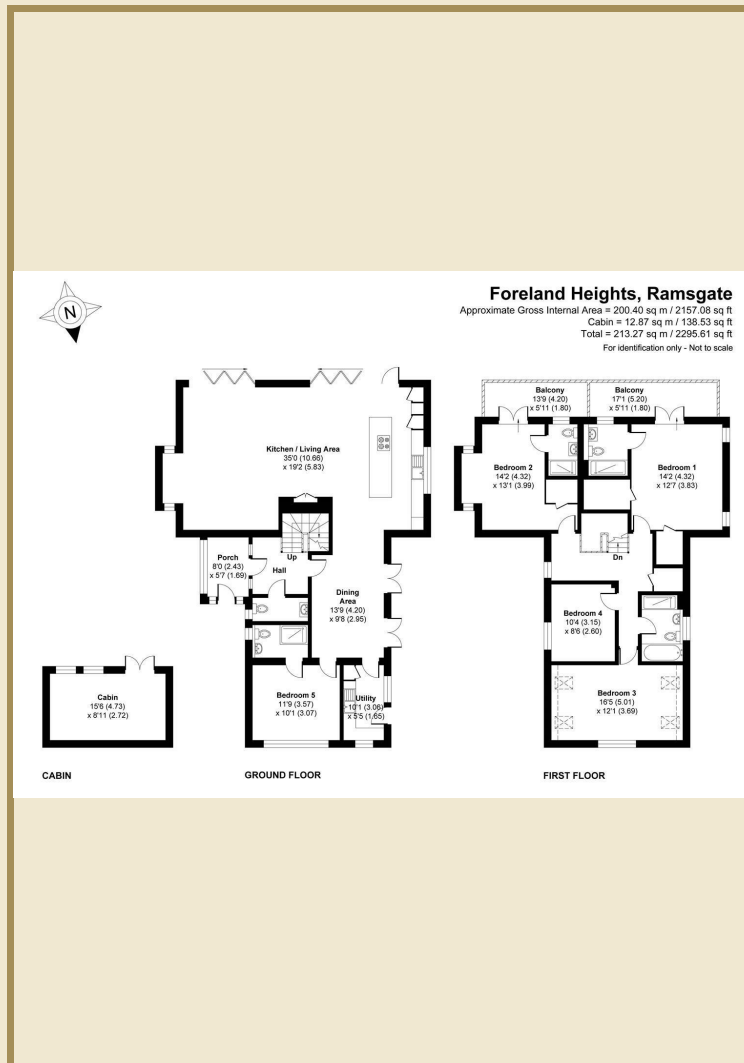 N
Foreland Heights, Ramsgate
Approximate Gross Internal Area = 200.40 sq m / 2157.08 sq ft
Cabin = 12.87 sq m / 138.53 sq ft
Total = 213.27 sq m / 2295.61 sq ft
For identification only - Not to scale
Kitchen / Living Area
35'0 (10.66)
x 19'2 (5.83)
Porch
8'0 (2.43)
x 5'7 (1.69)
Up
Hall
Dining
Area
13'9 (4.20)
x 9'8 (2.95)
Bedroom 5
11'9 (3.57)
x 10'1 (3.07)
Utility
10'1 (3.06)
x 5'5 (1.65)
Cabin
15'6 (4.73)
x 8'11 (2.72)
CABIN
GROUND FLOOR
Balcony
13'9 (4.20)
x 5'11 (1.80)
Balcony
17'1 (5.20)
x 5'11 (1.80)
Bedroom 2
14'2 (4.32)
x 13'1 (3.99)
Bedroom 1
14'2 (4.32)
x 12'7 (3.83)
Dn
Bedroom 4
10'4 (3.15)
x 8'6 (2.60)
Bedroom 3
16'5 (5.01)
x 12'1 (3.69)
FIRST FLOOR